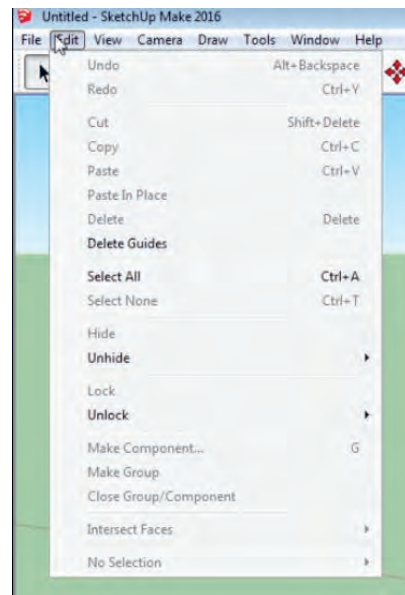 Untitled - SketchUp Make 2016
File Edit View Camera Draw Tools Window Help
Undo Alt+Backspace
Redo Ctrl+Y
Cut Shift+Delete
Copy Ctrl+C
Paste Ctrl+V
Paste In Place
Delete Delete
Delete Guides
Select All Ctrl+A
Select None Ctrl+T
Hide
Unhide
Lock
Unlock
Make Component... G
Make Group
Close Group/Component
Intersect Faces
No Selection